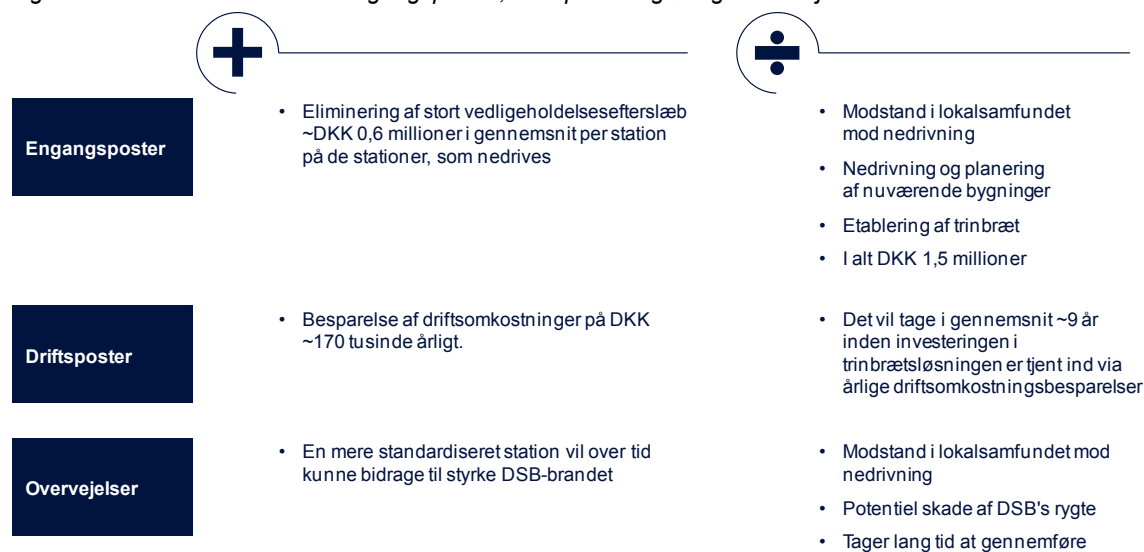 Engangsposter
• Eliminering af stort vedligeholdelsesefterslæb
~DKK 0,6 millioner i gennemsnit per station
på de stationer, som nedrives
• Modstand i lokalsamfundet
mod nedrivning
• Nedrivning og planering
af nuværende bygninger
• Etablering af trinbræt
• I alt DKK 1,5 millioner
Driftsposter
• Besparelse af driftsomkostninger på DKK
~170 tusinde årligt.
• Det vil tage i gennemsnit ~9 år
inden investeringen i
trinbrætsløsningen er tjent ind via
årlige driftsomkostningsbesparelser
Overvejelser
• En mere standardiseret station vil over tid
kunne bidrage til styrke DSB-brandet
• Modstand i lokalsamfundet mod
nedrivning
• Potentiel skade af DSB's rygte
• Tager lang tid at gennemføre